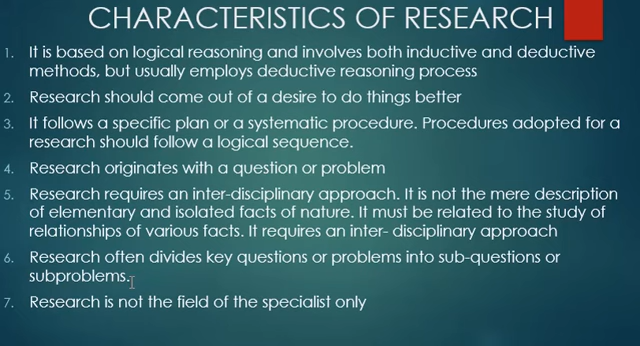 CHARACTERISTICS OF RESEARCH
1. It is based on logical reasoning and involves both inductive and deductive
methods, but usually employs deductive reasoning process
2. Research should come out of a desire to do things better
3. It follows a specific plan or a systematic procedure. Procedures adopted for a
research should follow a logical sequence.
4. Research originates with a question or problem
5. Research requires an inter-disciplinary approach. It is not the mere description
of elementary and isolated facts of nature. It must be related to the study of
relationships of various facts. It requires an inter- disciplinary approach
6. Research often divides key questions or problems into sub-questions or
subproblems.
7. Research is not the field of the specialist only